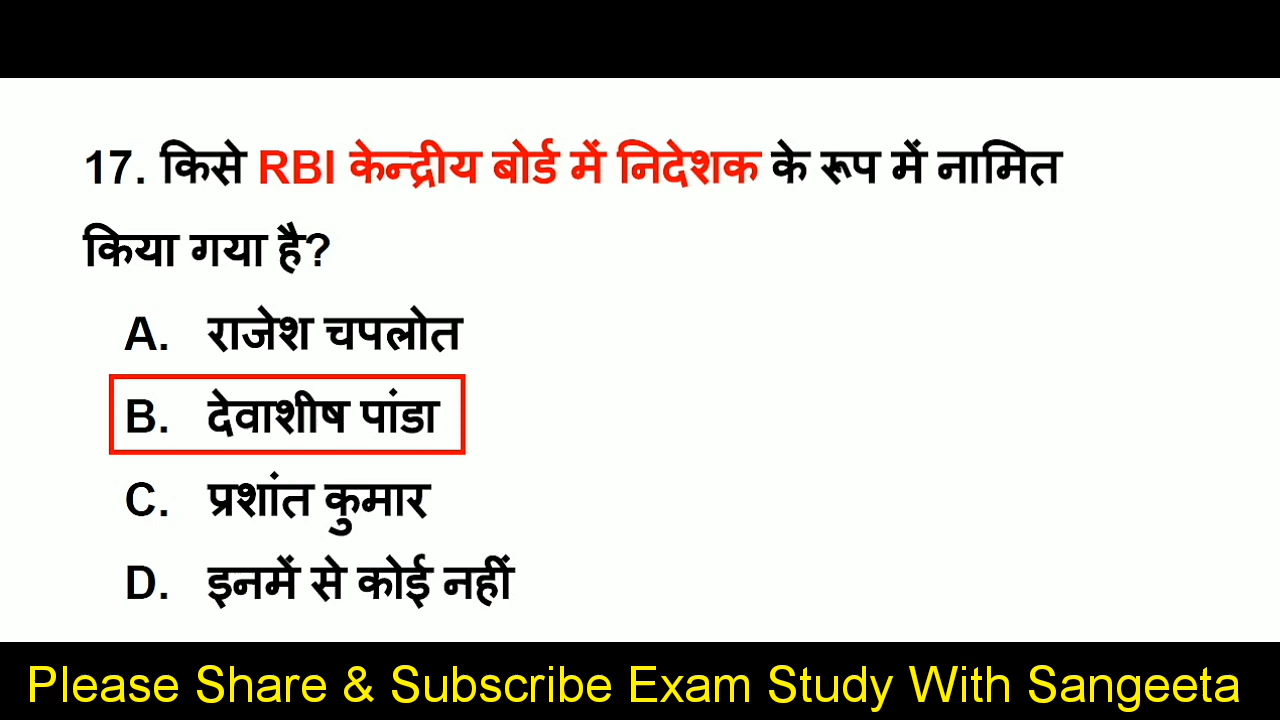 17. किसे RBI केन्द्रीय बोर्ड में निदेशक के रूप में नामित
किया गया है?
A. राजेश चपलोत
B. देवाशीष पांडा
C. प्रशांत कुमार
D. इनमें से कोई नहीं
Please Share & Subscribe Exam Study With Sangeeta